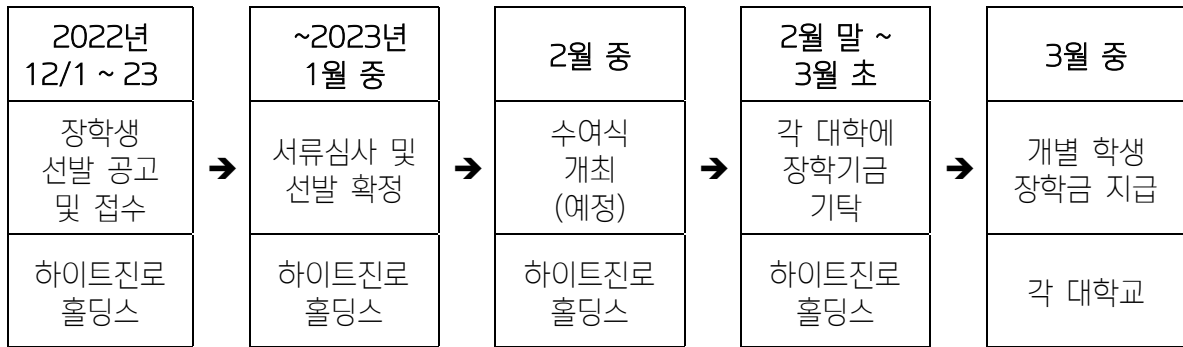 2022년
12/1 ~ 23
장학생
선발 공고
및 접수
하이트진로
홀딩스
➔
~2023년
1월 중
서류심사 및
선발 확정
하이트진로
홀딩스
➔
2월 중
수여식
개최
(예정)
하이트진로
홀딩스
➔
2월 말 ~
3월 초
각 대학에
장학기금
기탁
하이트진로
홀딩스
➔
3월 중
개별 학생
장학금 지급
각 대학교